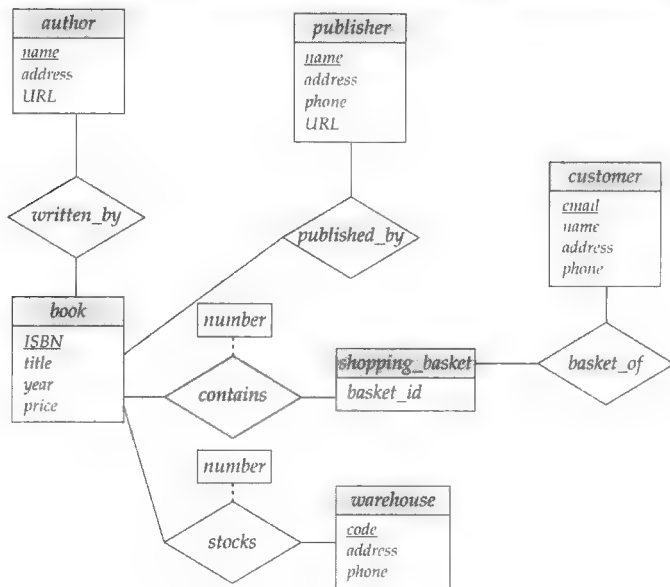 author
name
address
URL
publisher
name
address
phone
URL
customer
email
name
address
phone
written_by
published_by
basket_of
book
ISBN
title
year
price
number
contains
shopping_basket
basket_id
number
stocks
warehouse
code
address
phone